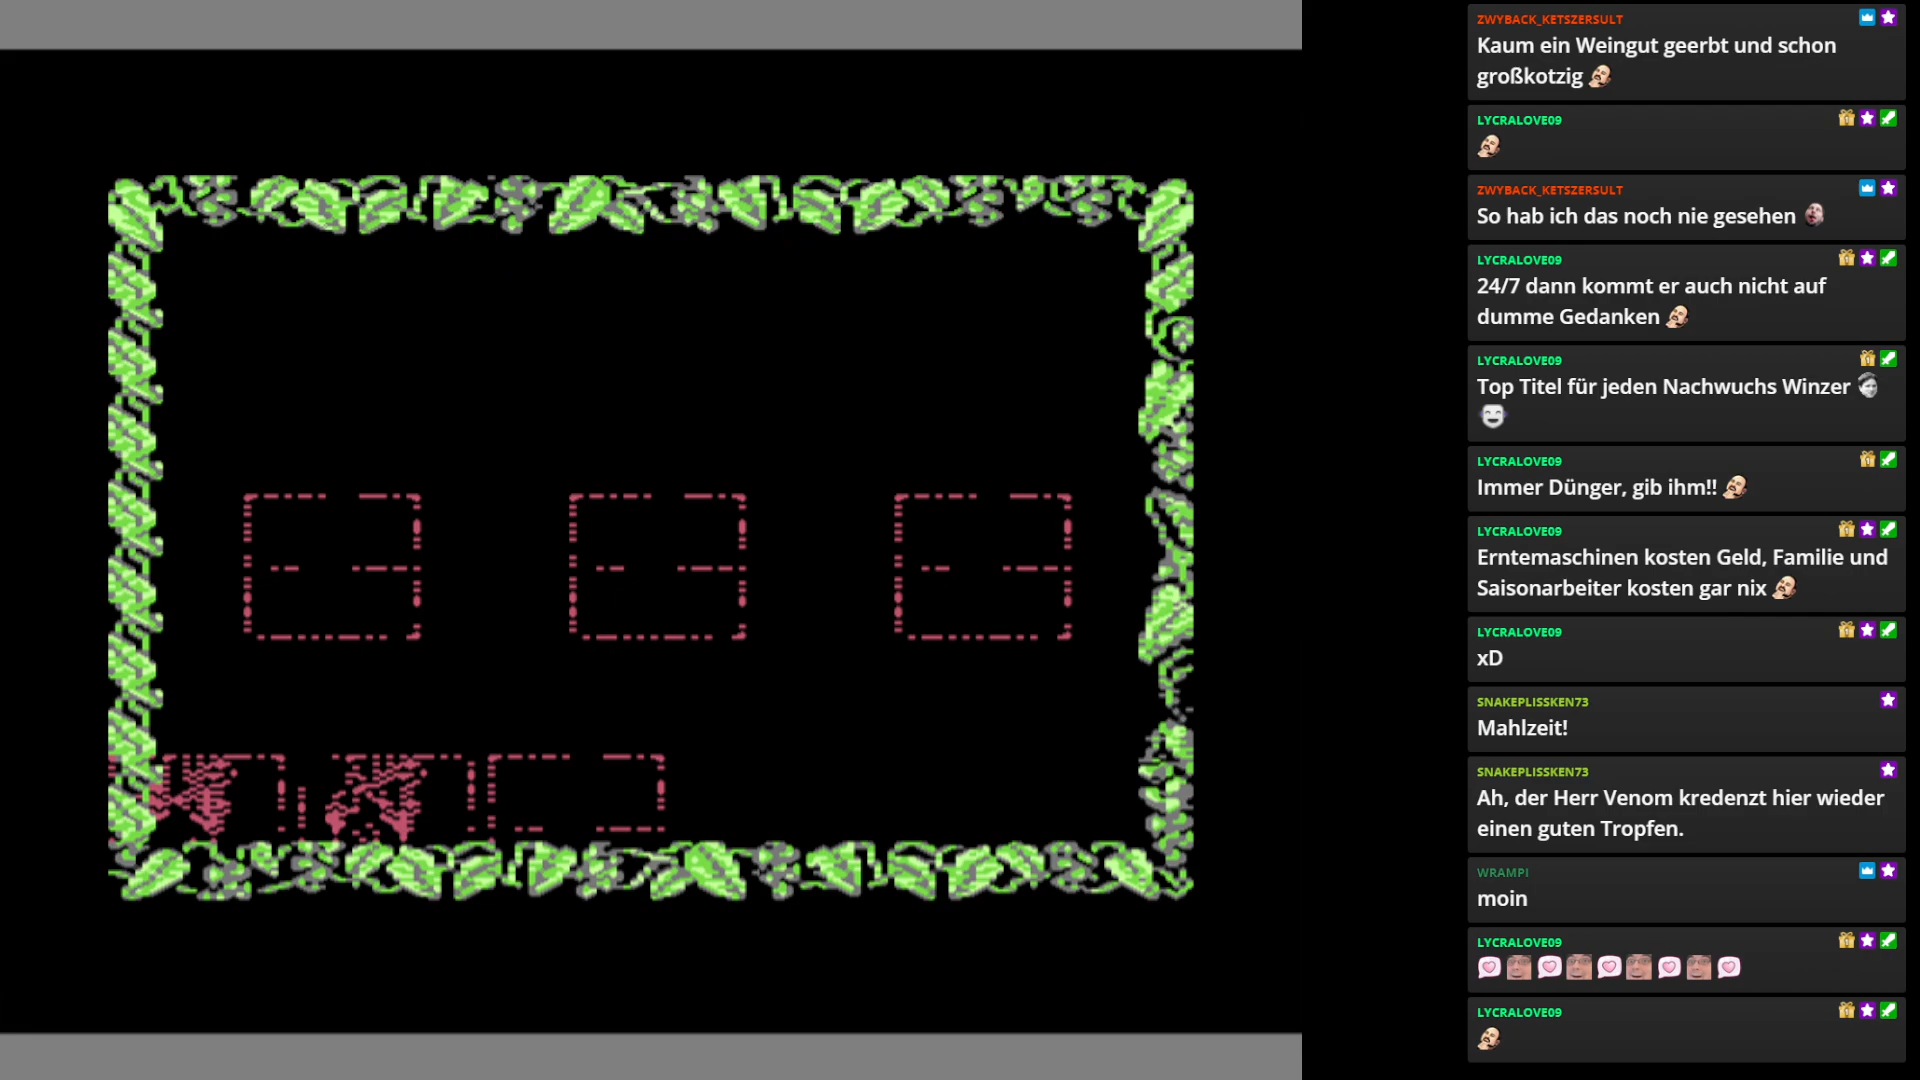 ZWYBACK_KETSZERSULT
Kaum ein Weingut geerbt und schon
großkotzig
LYCRALOVE09
ZWYBACK_KETSZERSULT
So hab ich das noch nie gesehen
LYCRALOVE09
24/7 dann kommt er auch nicht auf
dumme Gedanken
LYCRALOVE09
Top Titel für jeden Nachwuchs Winzer
LYCRALOVE09
Immer Dünger, gib ihm!!
LYCRALOVE09
Erntemaschinen kosten Geld, Familie und
Saisonarbeiter kosten gar nix
LYCRALOVE09
xD
SNAKEPLISSKEN73
Mahlzeit!
SNAKEPLISSKEN73
Ah, der Herr Venom kredenzt hier wieder
einen guten Tropfen.
WRAMPI
moin
LYCRALOVE09
LYCRALOVE09